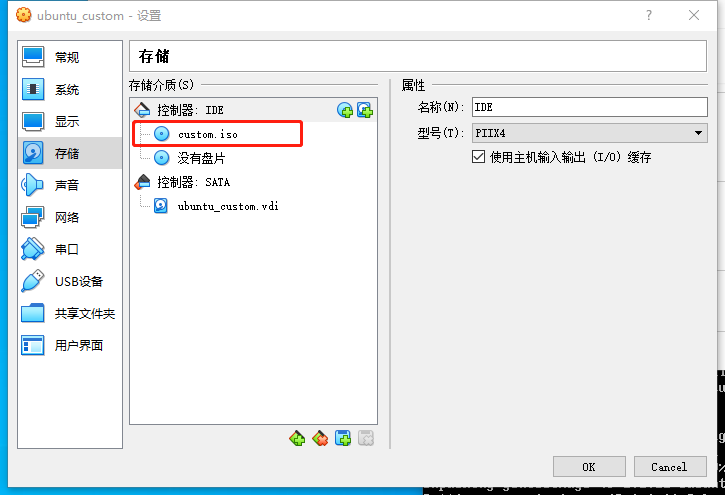 ubuntu_custom - 设置
?
常规
系统
显示
存储
声音
网络
串口
USB设备
共享文件夹
用户界面
存储
存储介质(S)
控制器: IDE
custom.iso
没有盘片
控制器: SATA
ubuntu_custom.vdi
属性
名称(N): IDE
型号(T): PIIX4
使用主机输入输出 (I/O) 缓存
OK
Cancel